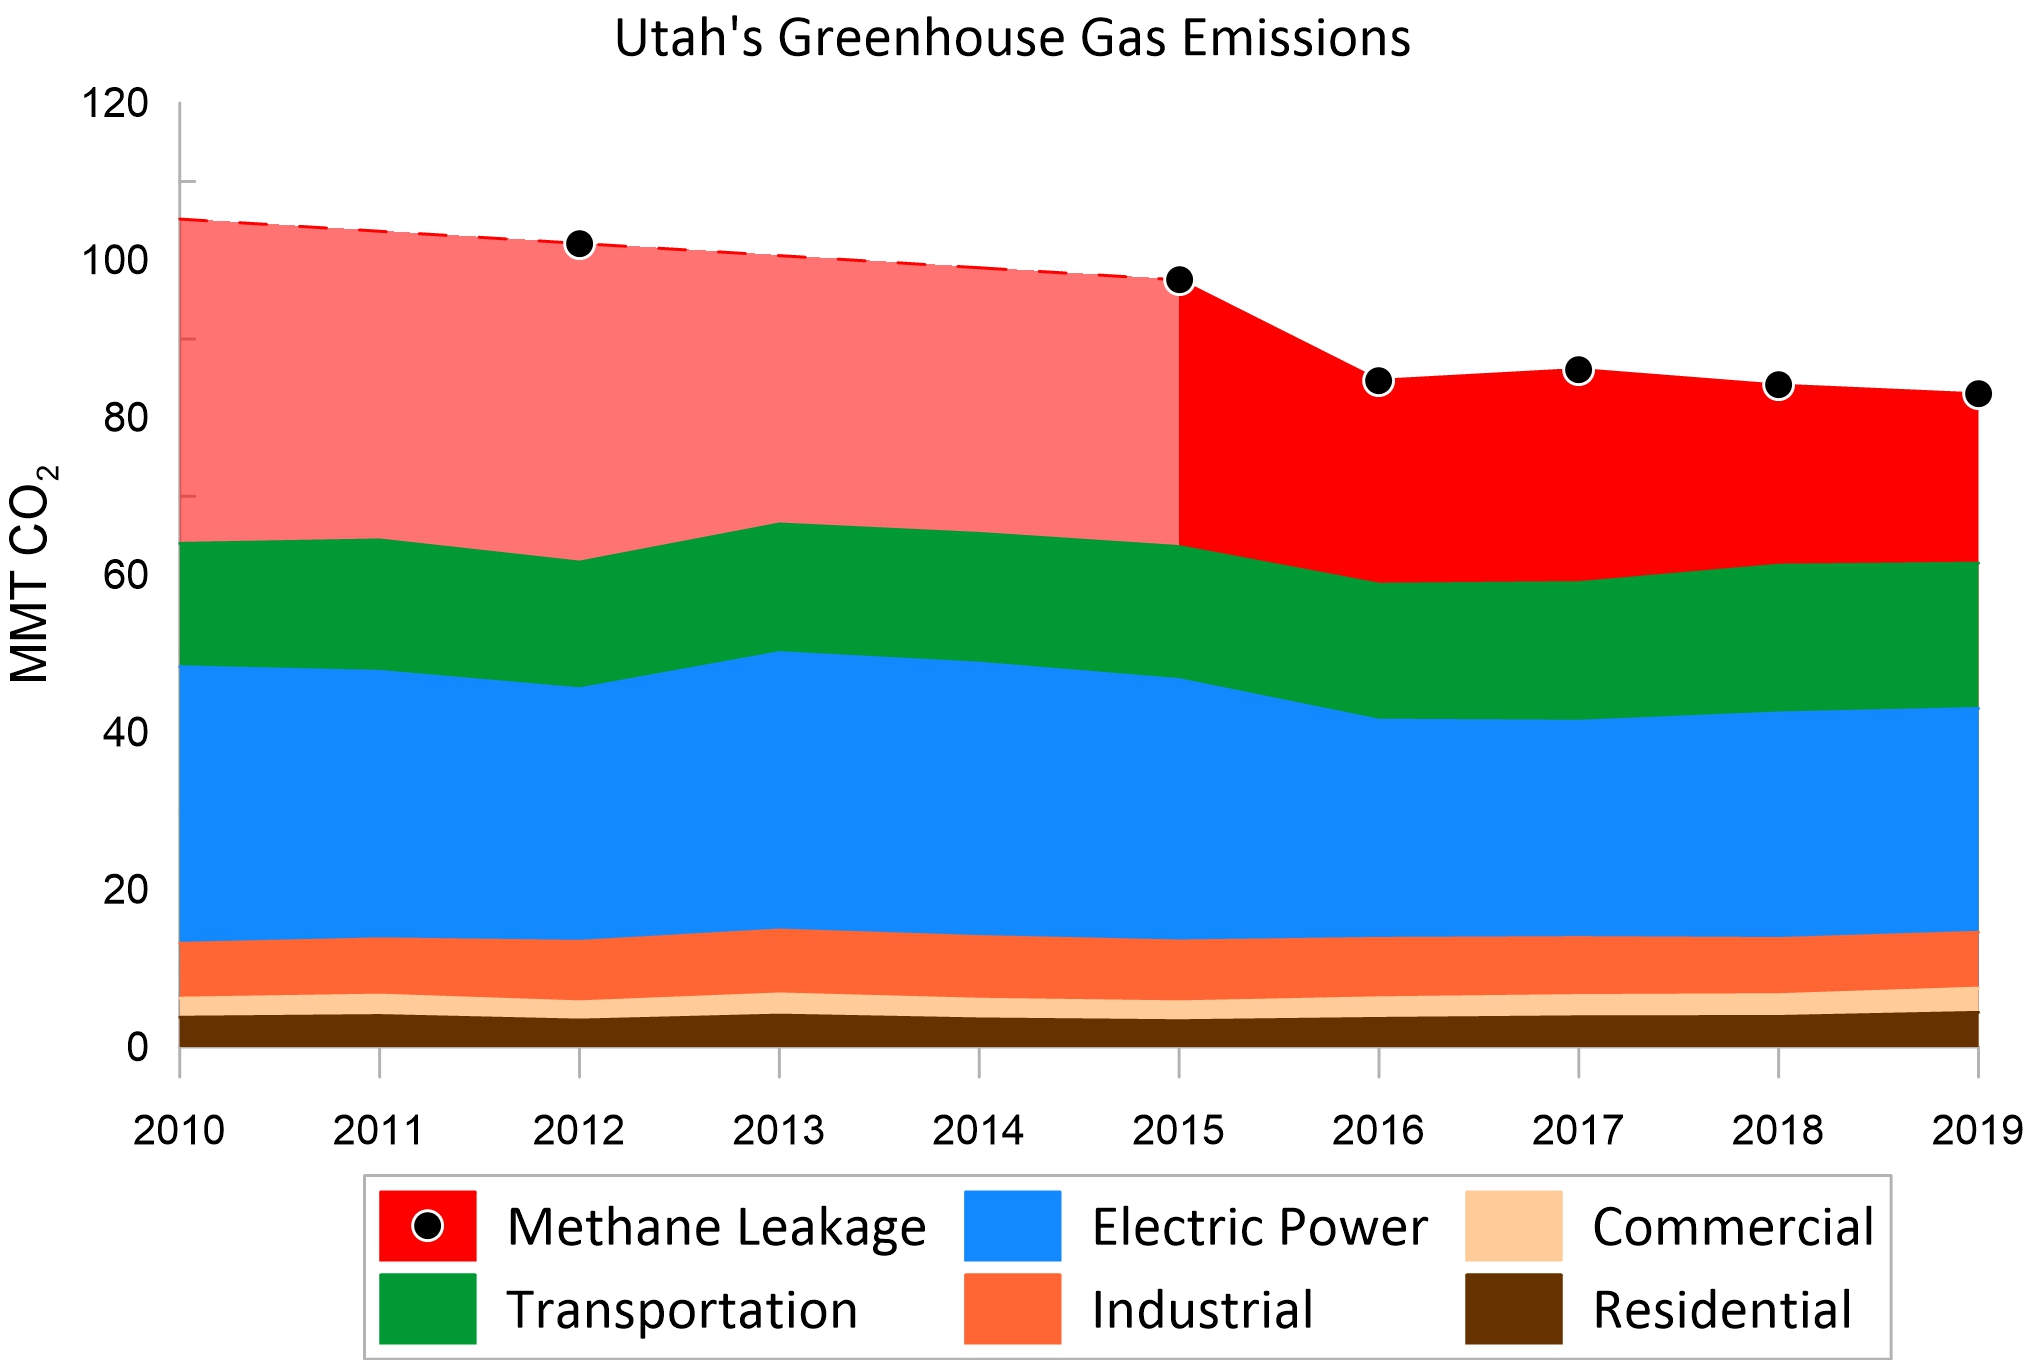 Utah's Greenhouse Gas Emissions
120
100
80
60
40
20
0
MMT CO₂
2010 2011 2012 2013 2014 2015 2016 2017 2018 2019
Methane Leakage Electric Power Commercial
Transportation Industrial Residential